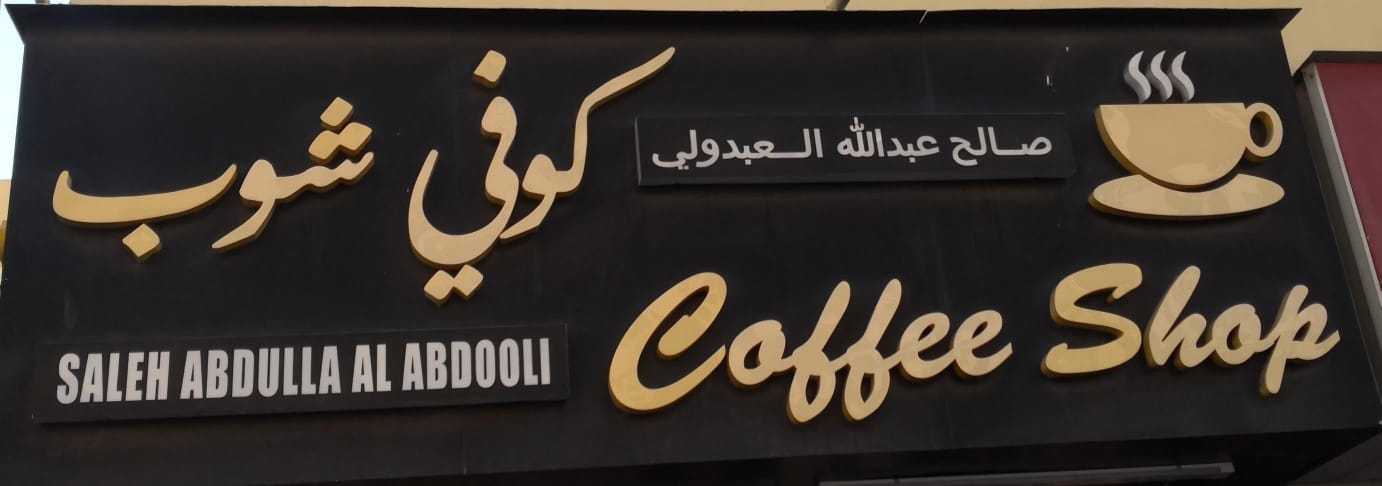 كوفي شوب
صالح عبدالله العبدولي
SALEH ABDULLA AL ABDOOLI
Coffee Shop